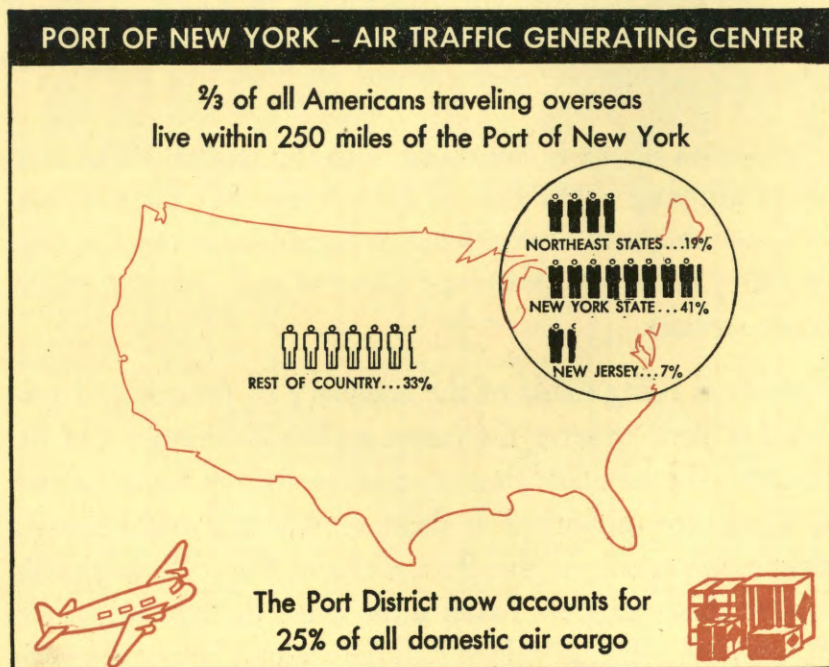 PORT OF NEW YORK - AIR TRAFFIC GENERATING CENTER
⅔ of all Americans traveling overseas
live within 250 miles of the Port of New York
NORTHEAST STATES...19%
NEW YORK STATE...41%
NEW JERSEY...7%
REST OF COUNTRY...33%
The Port District now accounts for
25% of all domestic air cargo